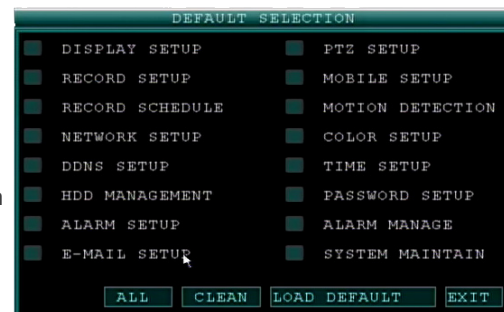 DEFAULT SELECTION
DISPLAY SETUP
PTZ SETUP
RECORD SETUP
MOBILE SETUP
RECORD SCHEDULE
MOTION DETECTION
NETWORK SETUP
COLOR SETUP
DDNS SETUP
TIME SETUP
HDD MANAGEMENT
PASSWORD SETUP
ALARM SETUP
ALARM MANAGE
E-MAIL SETUP
SYSTEM MAINTAIN
ALL CLEAN LOAD DEFAULT EXIT